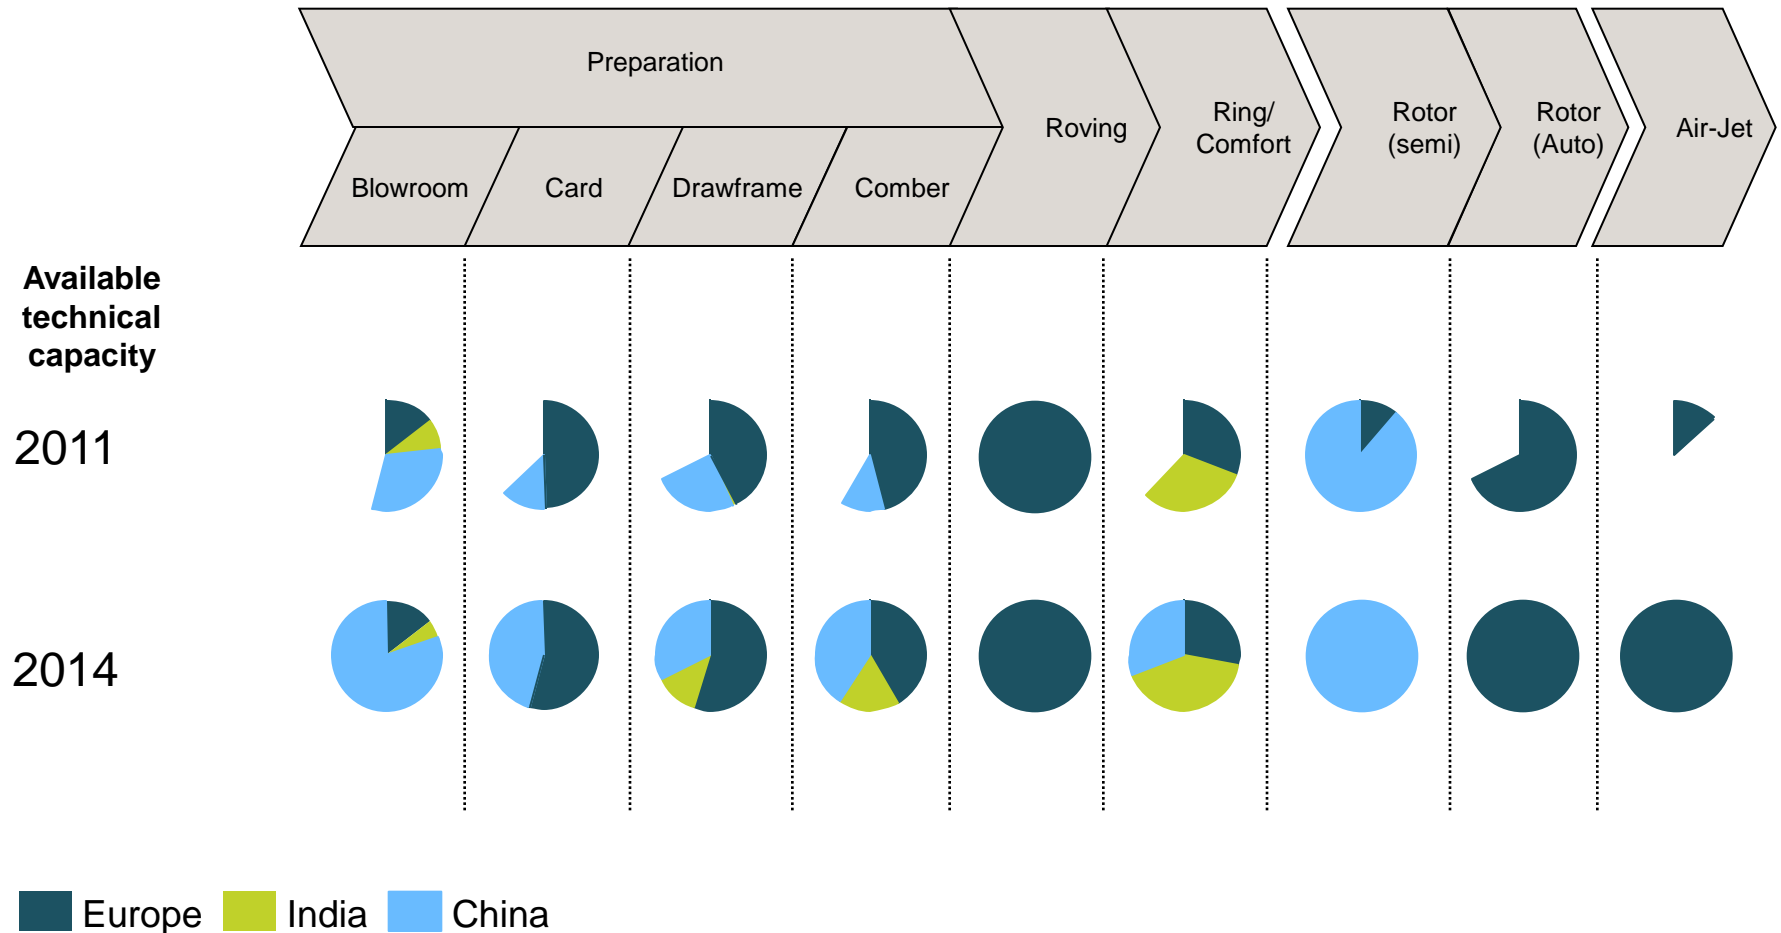 Preparation
Blowroom
Card
Drawframe
Comber
Roving
Ring/
Comfort
Rotor
(semi)
Rotor
(Auto)
Air-Jet
Available
technical
capacity
2011
2014
Europe
India
China